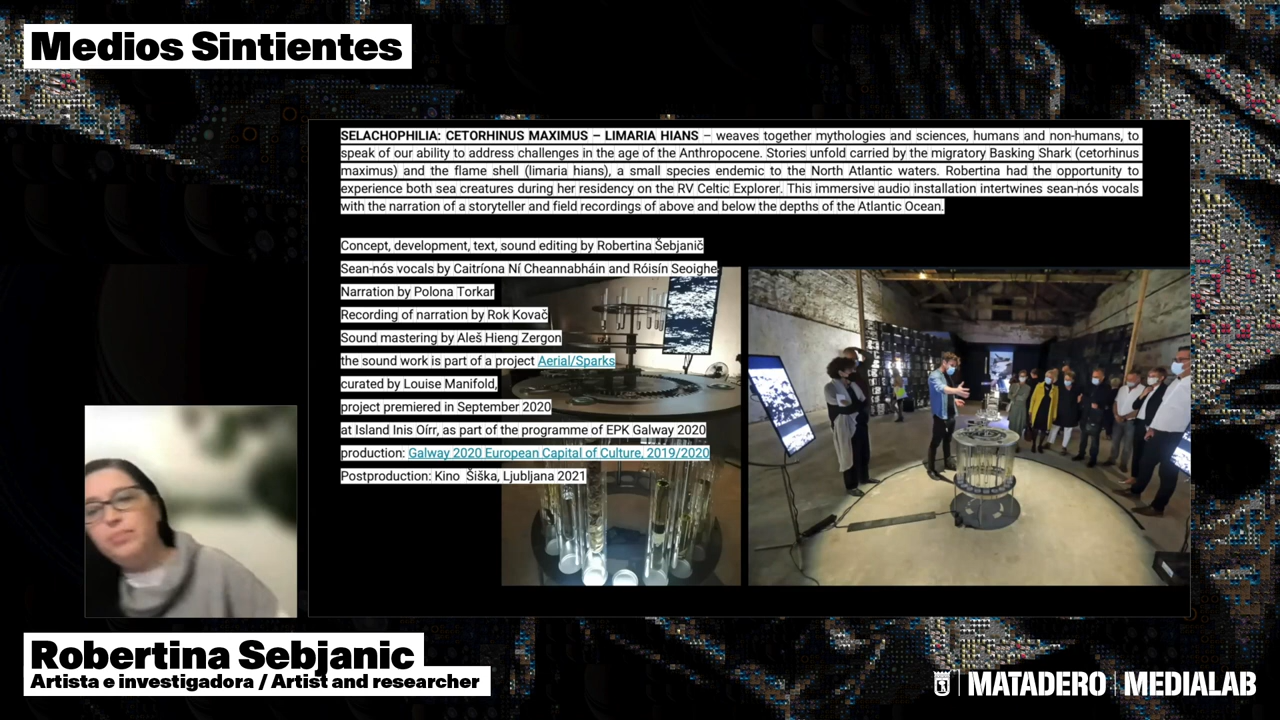 Medios Sintientes
SELACHOPHILIA: CETORHINUS MAXIMUS – LIMARIA HIANS – weaves together mythologies and sciences, humans and non-humans, to
speak of our ability to address challenges in the age of the Anthropocene. Stories unfold carried by the migratory Basking Shark (cetorhinus
maximus) and the flame shell (limaria hians), a small species endemic to the North Atlantic waters. Robertina had the opportunity to
experience both sea creatures during her residency on the RV Celtic Explorer. This immersive audio installation intertwines sean-nós vocals
with the narration of a storyteller and field recordings of above and below the depths of the Atlantic Ocean.
Concept, development, text, sound editing by Robertina Šebjanič
Sean-nós vocals by Caitríona Ní Cheannabháin and Róisín Seoighe
Narration by Polona Torkar
Recording of narration by Rok Kovač
Sound mastering by Aleš Hieng Zergon
the sound work is part of a project Aerial/Sparks
curated by Louise Manifold,
project premiered in September 2020
at Island Inis Oírr, as part of the programme of EPK Galway 2020
production: Galway 2020 European Capital of Culture, 2019/2020
Postproduction: Kino Šiška, Ljubljana 2021
Robertina Sebjanic
Artista e investigadora / Artist and researcher
MATADERO | MEDIALAB